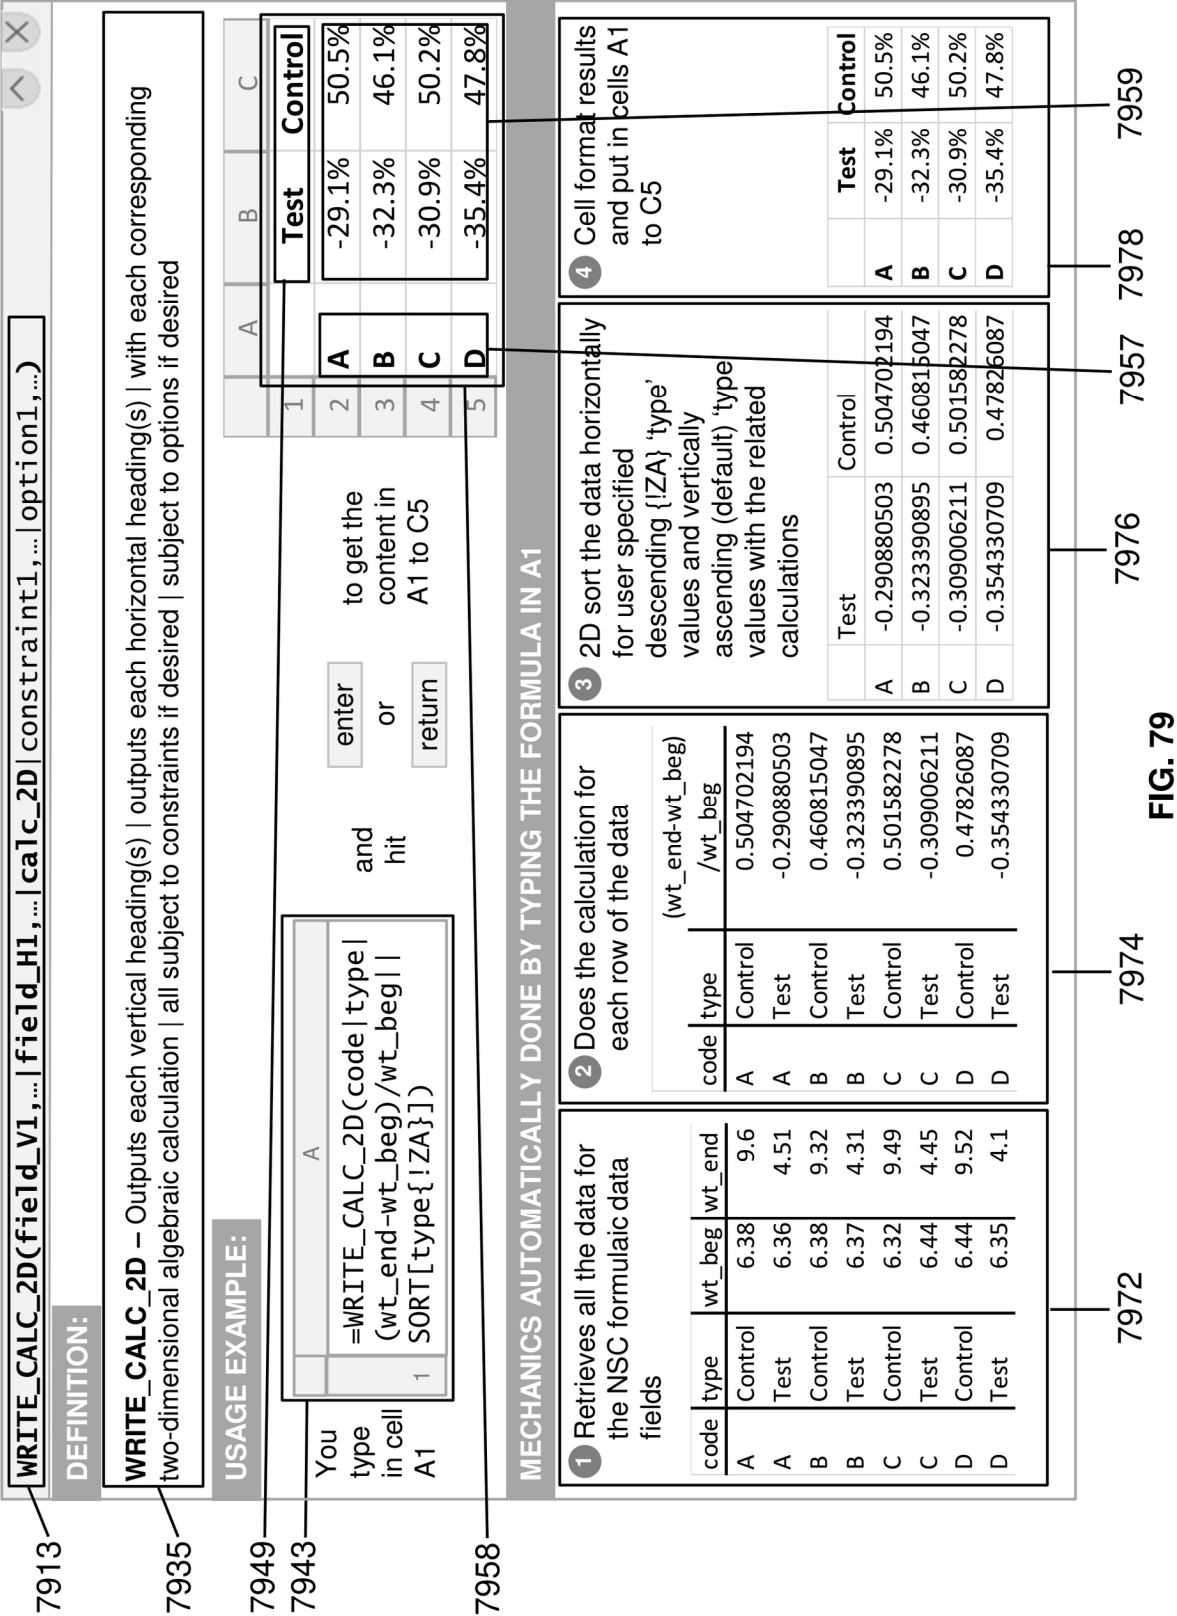 WRITE_CALC_2D(field_V1,…|field_H1,…|calc_2D|constraint1,…|option1,…)
DEFINITION:
WRITE_CALC_2D – Outputs each vertical heading(s) | outputs each horizontal heading(s) | with each corresponding
two-dimensional algebraic calculation | all subject to constraints if desired | subject to options if desired
USAGE EXAMPLE:
You
type
in cell
A1
A
1
=WRITE_CALC_2D(code|type|
(wt_end-wt_beg)/wt_beg||
SORT[type{!ZA}])
and
hit
enter
or
return
to get the
content in
A1 to C5
A B C
1 Test Control
2 A -29.1% 50.5%
3 B -32.3% 46.1%
4 C -30.9% 50.2%
5 D -35.4% 47.8%
MECHANICS AUTOMATICALLY DONE BY TYPING THE FORMULA IN A1
1 Retrieves all the data for
the NSC formulaic data
fields
code type wt_beg wt_end
A Control 6.38 9.6
A Test 6.36 4.51
B Control 6.38 9.32
B Test 6.37 4.31
C Control 6.32 9.49
C Test 6.44 4.45
D Control 6.44 9.52
D Test 6.35 4.1
2 Does the calculation for
each row of the data
(wt_end-wt_beg)
code type /wt_beg
A Control 0.504702194
A Test -0.290880503
B Control 0.460815047
B Test -0.323390895
C Control 0.501582278
C Test -0.309006211
D Control 0.47826087
D Test -0.354330709
3 2D sort the data horizontally
for user specified
descending {!ZA} ‘type’
values and vertically
ascending (default) ‘type
values with the related
calculations
Test Control
A -0.290880503 0.504702194
B -0.323390895 0.460815047
C -0.309006211 0.501582278
D -0.354330709 0.47826087
4 Cell format results
and put in cells A1
to C5
Test Control
A -29.1% 50.5%
B -32.3% 46.1%
C -30.9% 50.2%
D -35.4% 47.8%
7913
7935
7949
7943
7958
7972
7974
7976
7957
7978
7959
FIG. 79